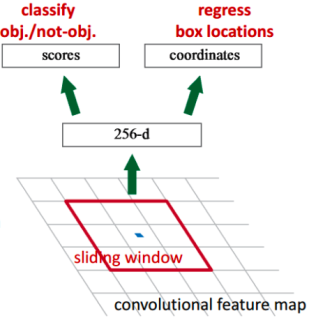 classify
obj./not-obj.
regress
box locations
scores
coordinates
256-d
sliding window
convolutional feature map